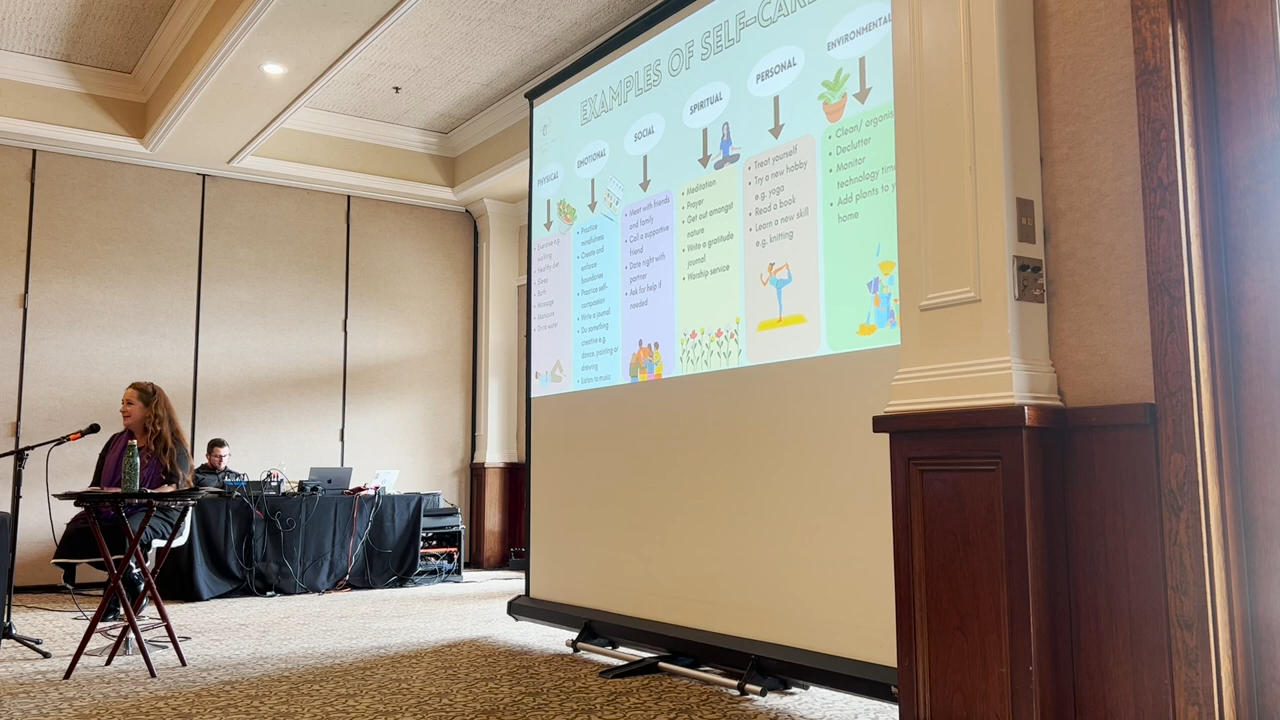 EXAMPLES OF SELF-CARE
PHYSICAL
• Exercise e.g.
walking
• Healthy diet
• Sleep
• Bath
• Massage
• Manicure
• Drink water
EMOTIONAL
• Practice
mindfulness
• Create and
enforce
boundaries
• Practice self-
compassion
• Write a journal
• Do something
creative e.g.
dance, painting or
drawing
• Listen to music
SOCIAL
• Meet with friends
and family
• Call a supportive
friend
• Date night with
partner
• Ask for help if
needed
SPIRITUAL
• Meditation
• Prayer
• Get out amongst
nature
• Write a gratitude
journal
• Worship service
PERSONAL
• Treat yourself
• Try a new hobby
e.g. yoga
• Read a book
• Learn a new skill
e.g. knitting
ENVIRONMENTAL
• Clean/ organis
• Declutter
• Monitor
technology time
• Add plants to y
home